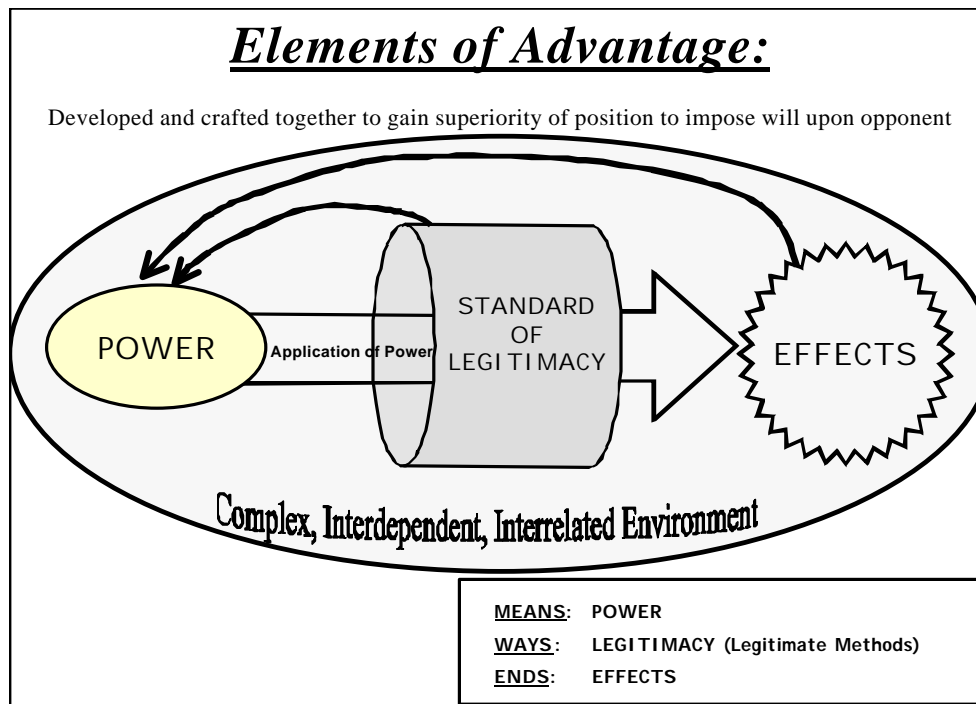 Elements of Advantage:
Developed and crafted together to gain superiority of position to impose will upon opponent
POWER
Application of Power
STANDARD
OF
LEGITIMACY
EFFECTS
Complex, Interdependent, Interrelated Environment
MEANS: POWER
WAYS: LEGITIMACY (Legitimate Methods)
ENDS: EFFECTS